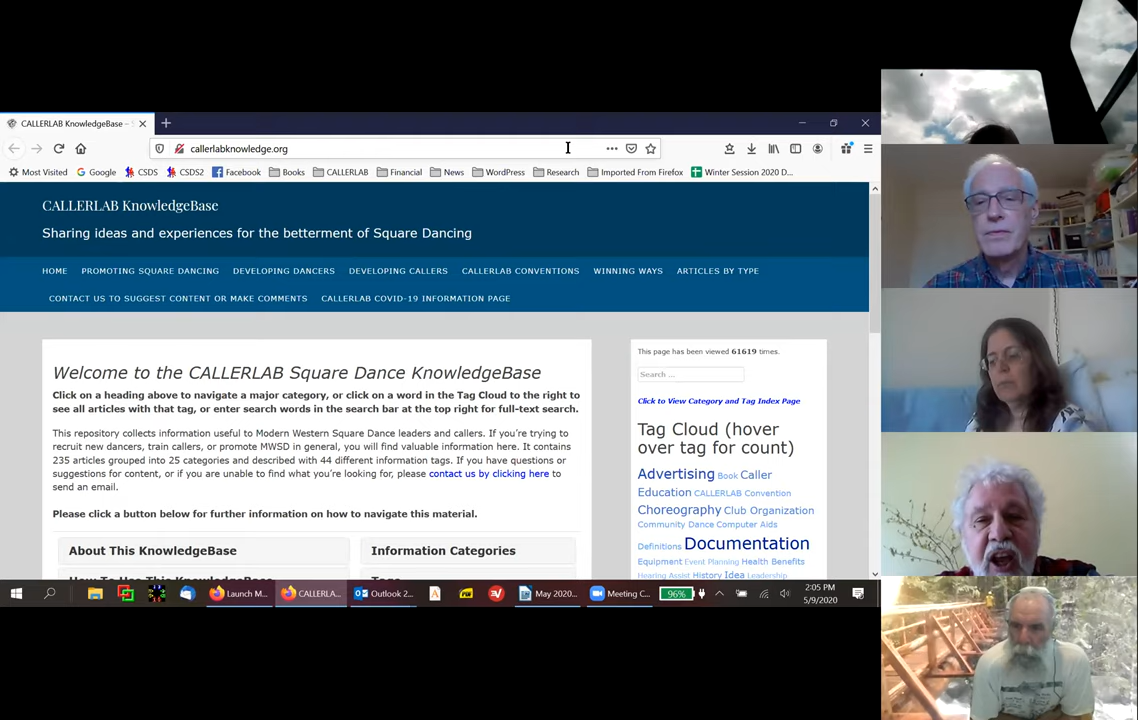 CALLERLAB KnowledgeBase –
callerlabknowledge.org
Most Visited Google CSDS CSDS2 Facebook Books CALLERLAB Financial News WordPress Research Imported From Firefox Winter Session 2020 D...
CALLERLAB KnowledgeBase
Sharing ideas and experiences for the betterment of Square Dancing
HOME PROMOTING SQUARE DANCING DEVELOPING DANCERS DEVELOPING CALLERS CALLERLAB CONVENTIONS WINNING WAYS ARTICLES BY TYPE
CONTACT US TO SUGGEST CONTENT OR MAKE COMMENTS CALLERLAB COVID-19 INFORMATION PAGE
Welcome to the CALLERLAB Square Dance KnowledgeBase
Click on a heading above to navigate a major category, or click on a word in the Tag Cloud to the right to
see all articles with that tag, or enter search words in the search bar at the top right for full-text search.
This repository collects information useful to Modern Western Square Dance leaders and callers. If you're trying to
recruit new dancers, train callers, or promote MWSD in general, you will find valuable information here. It contains
235 articles grouped into 25 categories and described with 44 different information tags. If you have questions or
suggestions for content, or if you are unable to find what you're looking for, please contact us by clicking here to
send an email.
Please click a button below for further information on how to navigate this material.
About This KnowledgeBase Information Categories
How To Use This KnowledgeBase Tags
This page has been viewed 61619 times.
Search ...
Click to View Category and Tag Index Page
Tag Cloud (hover
over tag for count)
Advertising Book Caller
Education CALLERLAB Convention
Choreography Club Organization
Community Dance Computer Aids
Definitions Documentation
Equipment Event Planning Health Benefits
Hearing Assist History Idea Leadership
Launch M... CALLERLA... Outlook 2... May 2020... Meeting C... 96% 2:05 PM
5/9/2020